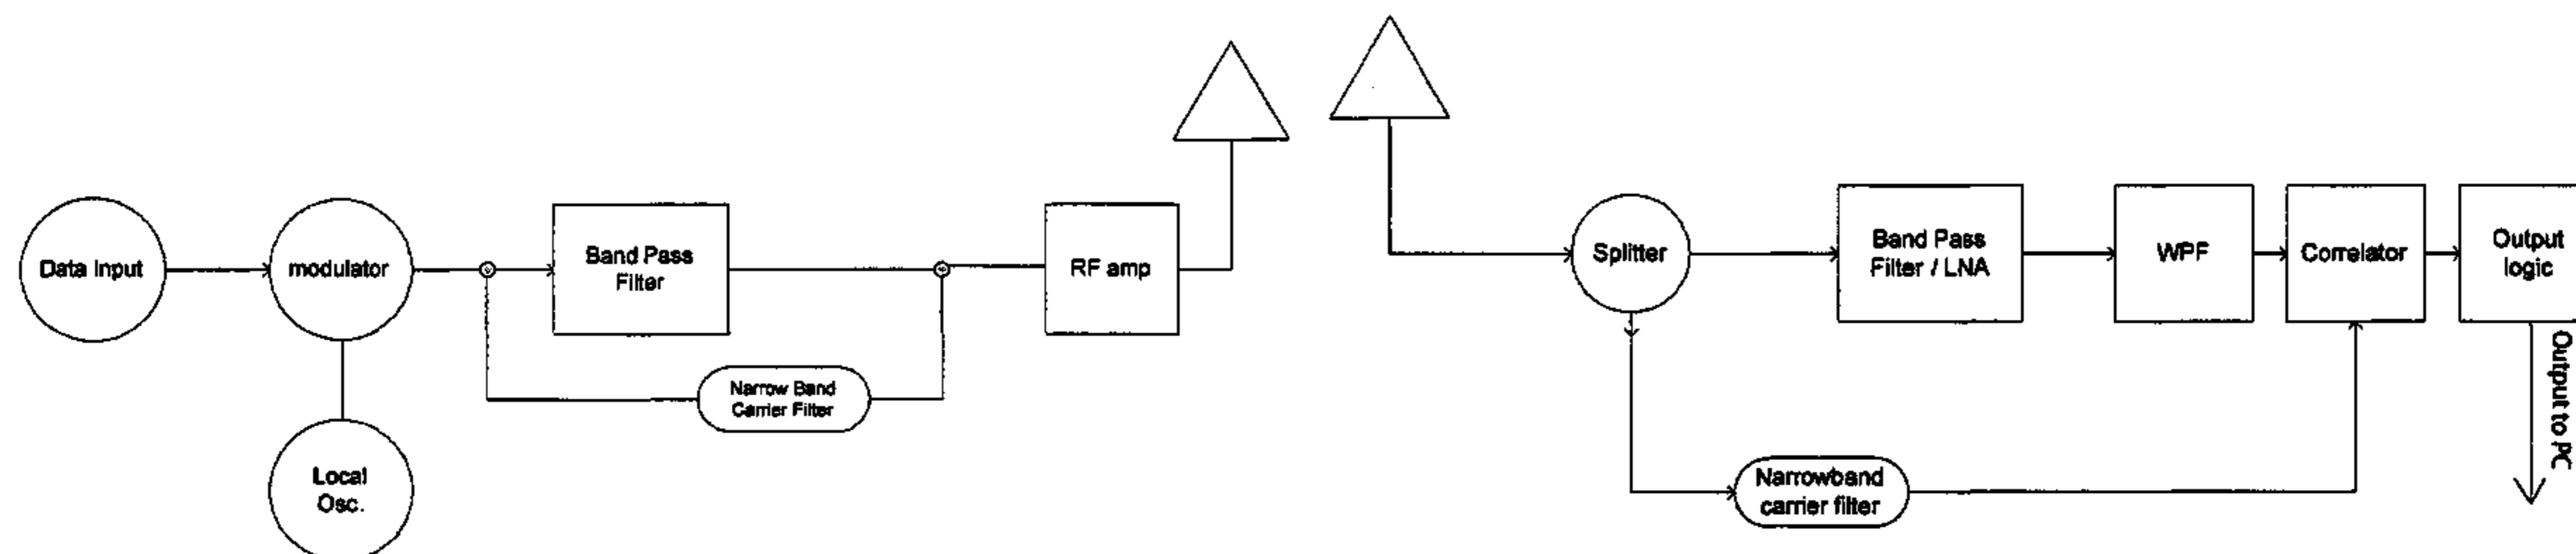 Data Input
modulator
Local
Osc.
Band Pass
Filter
Narrow Band
Carrier Filter
RF amp
Splitter
Band Pass
Filter / LNA
WPF
Correlator
Output
logic
Narrowband
carrier filter
Output to PC